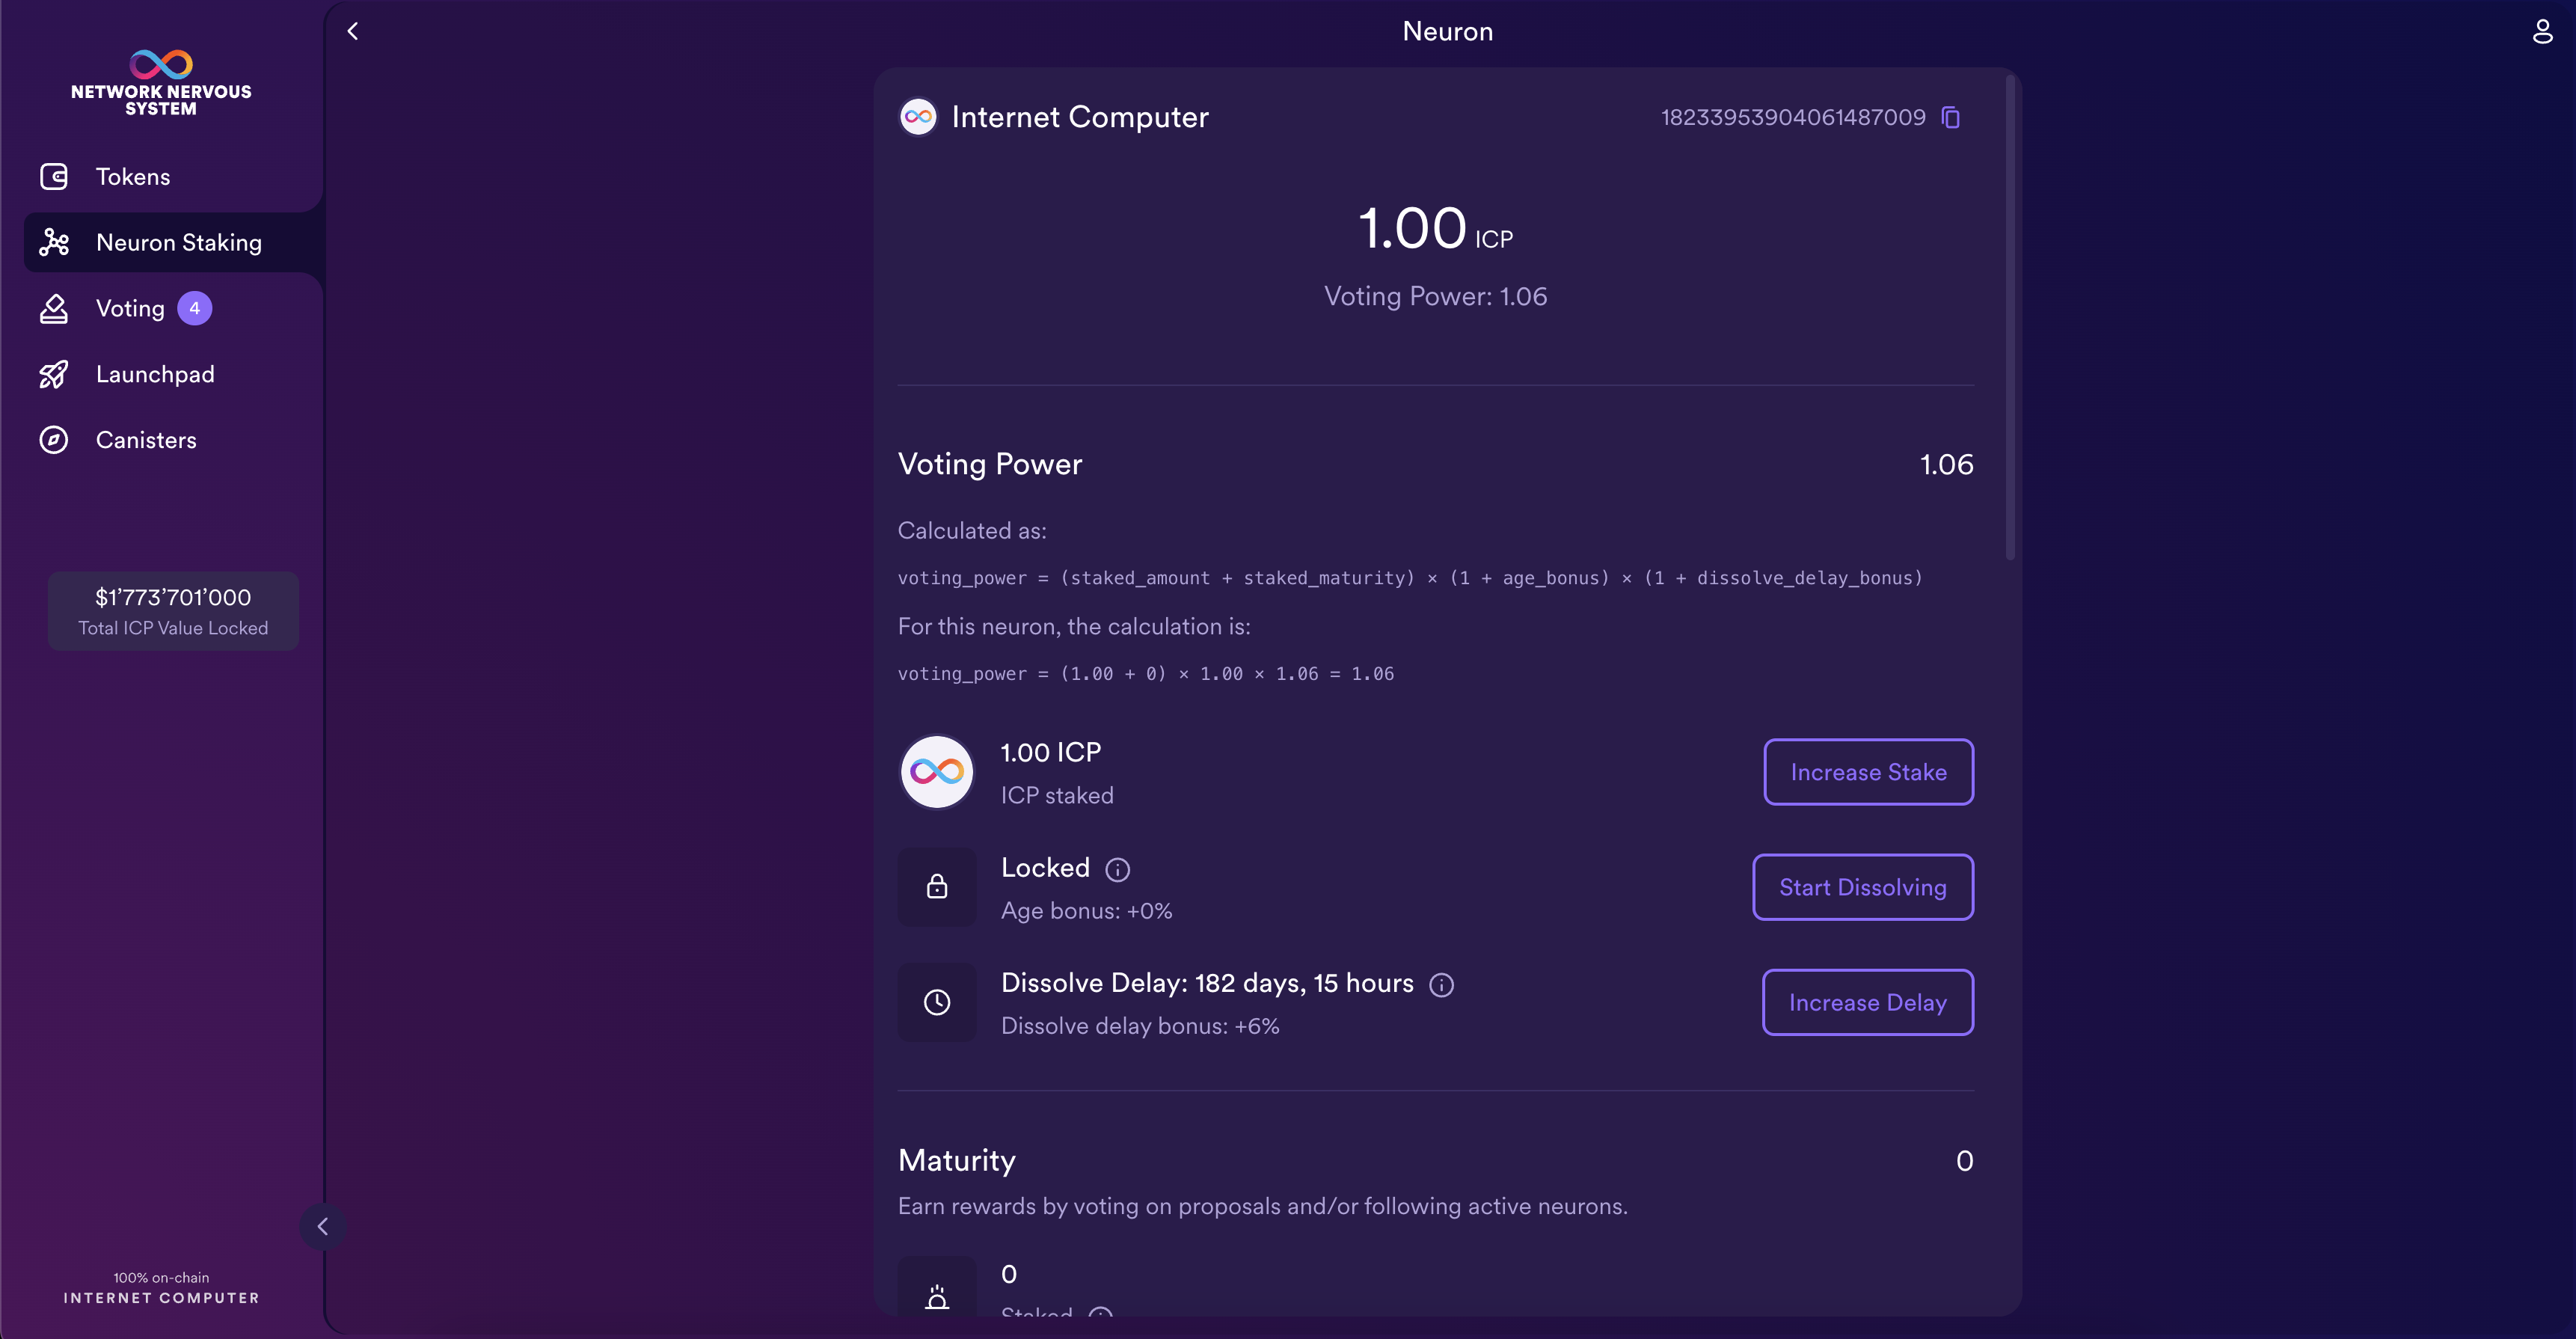 NETWORK NERVOUS
SYSTEM
Tokens
Neuron Staking
Voting 4
Launchpad
Canisters
$1’773’701’000
Total ICP Value Locked
100% on-chain
INTERNET COMPUTER
Neuron
Internet Computer 18233953904061487009
1.00 ICP
Voting Power: 1.06
Voting Power 1.06
Calculated as:
voting_power = (staked_amount + staked_maturity) × (1 + age_bonus) × (1 + dissolve_delay_bonus)
For this neuron, the calculation is:
voting_power = (1.00 + 0) × 1.00 × 1.06 = 1.06
1.00 ICP
ICP staked
Increase Stake
Locked
Age bonus: +0%
Start Dissolving
Dissolve Delay: 182 days, 15 hours
Dissolve delay bonus: +6%
Increase Delay
Maturity 0
Earn rewards by voting on proposals and/or following active neurons.
0
Staked